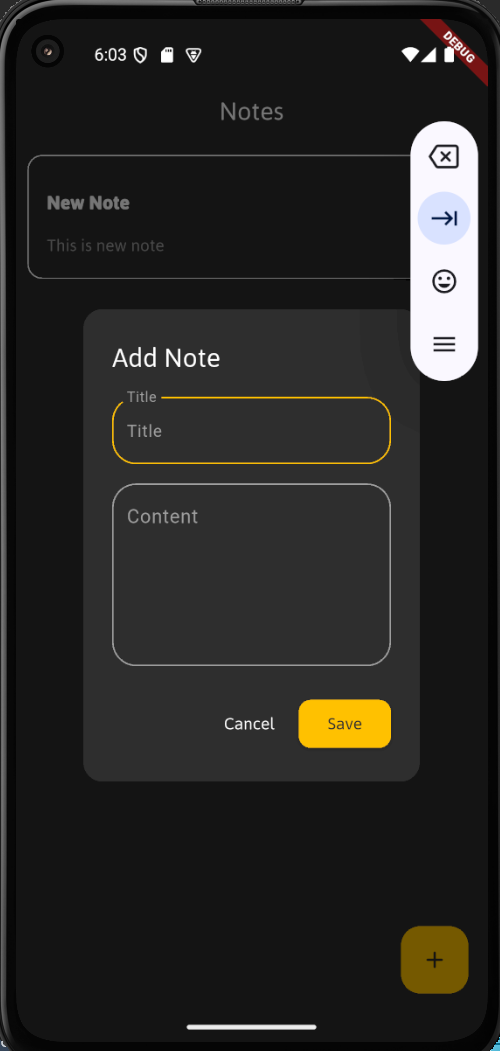 6:03
DEBUG
Notes
New Note
This is new note
Add Note
Title
Title
Content
Cancel
Save